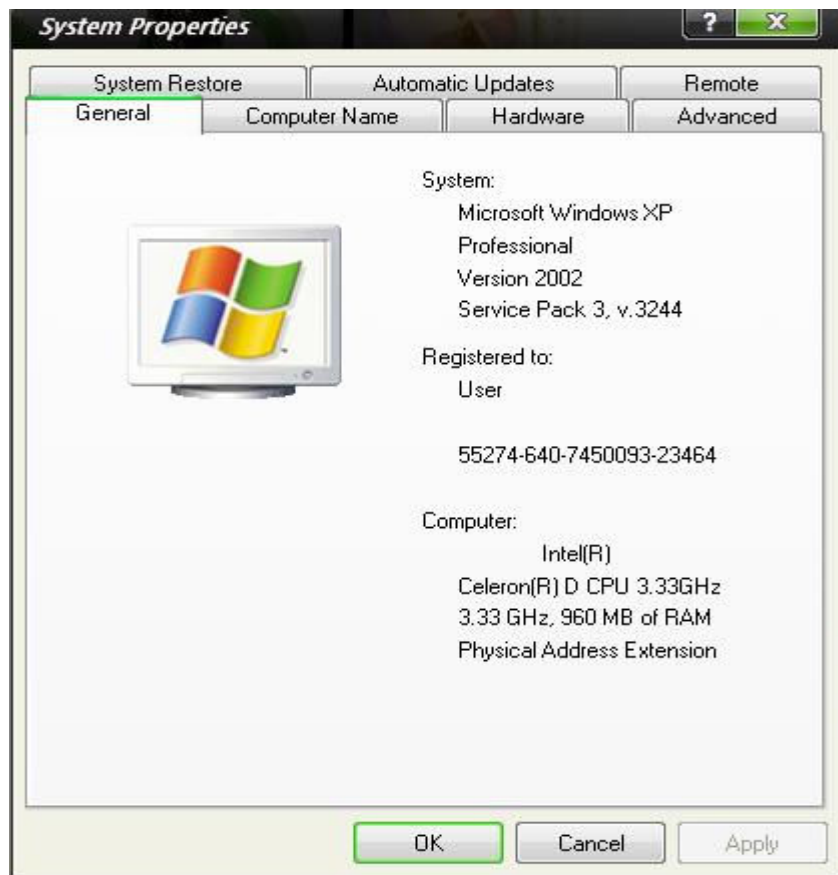 System Properties
?
System Restore Automatic Updates Remote
General Computer Name Hardware Advanced
System:
Microsoft Windows XP
Professional
Version 2002
Service Pack 3, v.3244
Registered to:
User
55274-640-7450093-23464
Computer:
Intel(R)
Celeron(R) D CPU 3.33GHz
3.33 GHz, 960 MB of RAM
Physical Address Extension
OK Cancel Apply